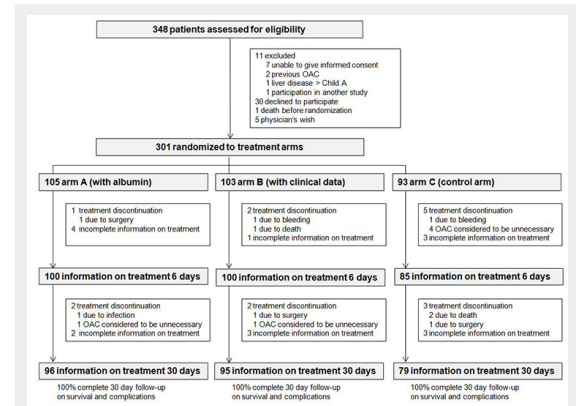 348 patients assessed for eligibility
11 excluded
7 unable to give informed consent
2 previous OAC
1 liver disease > Child A
1 participation in another study
30 declined to participate
1 death before randomization
5 physician's wish
301 randomized to treatment arms
105 arm A (with albumin)
1 treatment discontinuation
1 due to surgery
4 incomplete information on treatment
100 information on treatment 6 days
2 treatment discontinuation
1 due to infection
1 OAC considered to be unnecessary
2 incomplete information on treatment
96 information on treatment 30 days
100% complete 30 day follow-up
on survival and complications
103 arm B (with clinical data)
2 treatment discontinuation
1 due to bleeding
1 due to death
1 incomplete information on treatment
100 information on treatment 6 days
2 treatment discontinuation
1 due to surgery
1 OAC considered to be unnecessary
3 incomplete information on treatment
95 information on treatment 30 days
100% complete 30 day follow-up
on survival and complications
93 arm C (control arm)
5 treatment discontinuation
1 due to bleeding
4 OAC considered to be unnecessary
3 incomplete information on treatment
85 information on treatment 6 days
3 treatment discontinuation
2 due to death
1 due to surgery
3 incomplete information on treatment
79 information on treatment 30 days
100% complete 30 day follow-up
on survival and complications